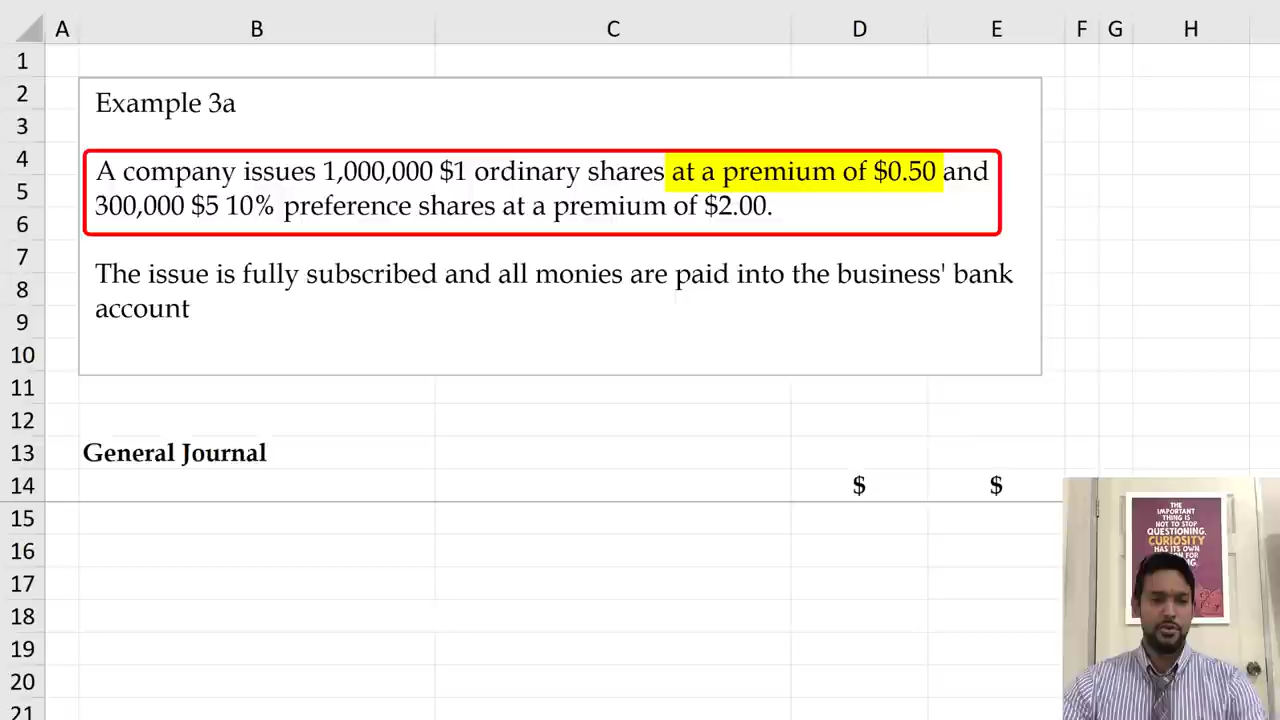 A B C D E F G H
1
2
3
4
5
6
7
8
9
10
11
12
13
14
15
16
17
18
19
20
21
Example 3a
A company issues 1,000,000 $1 ordinary shares at a premium of $0.50 and
300,000 $5 10% preference shares at a premium of $2.00.
The issue is fully subscribed and all monies are paid into the business' bank
account
General Journal
$ $
THE
IMPORTANT
THING IS
NOT TO STOP
QUESTIONING.
CURIOSITY
HAS ITS OWN
FOR